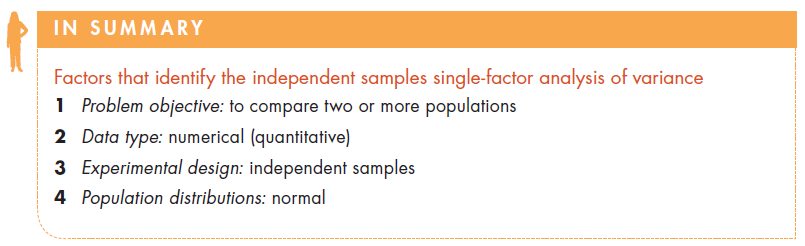 IN SUMMARY
Factors that identify the independent samples single-factor analysis of variance
1 Problem objective: to compare two or more populations
2 Data type: numerical (quantitative)
3 Experimental design: independent samples
4 Population distributions: normal